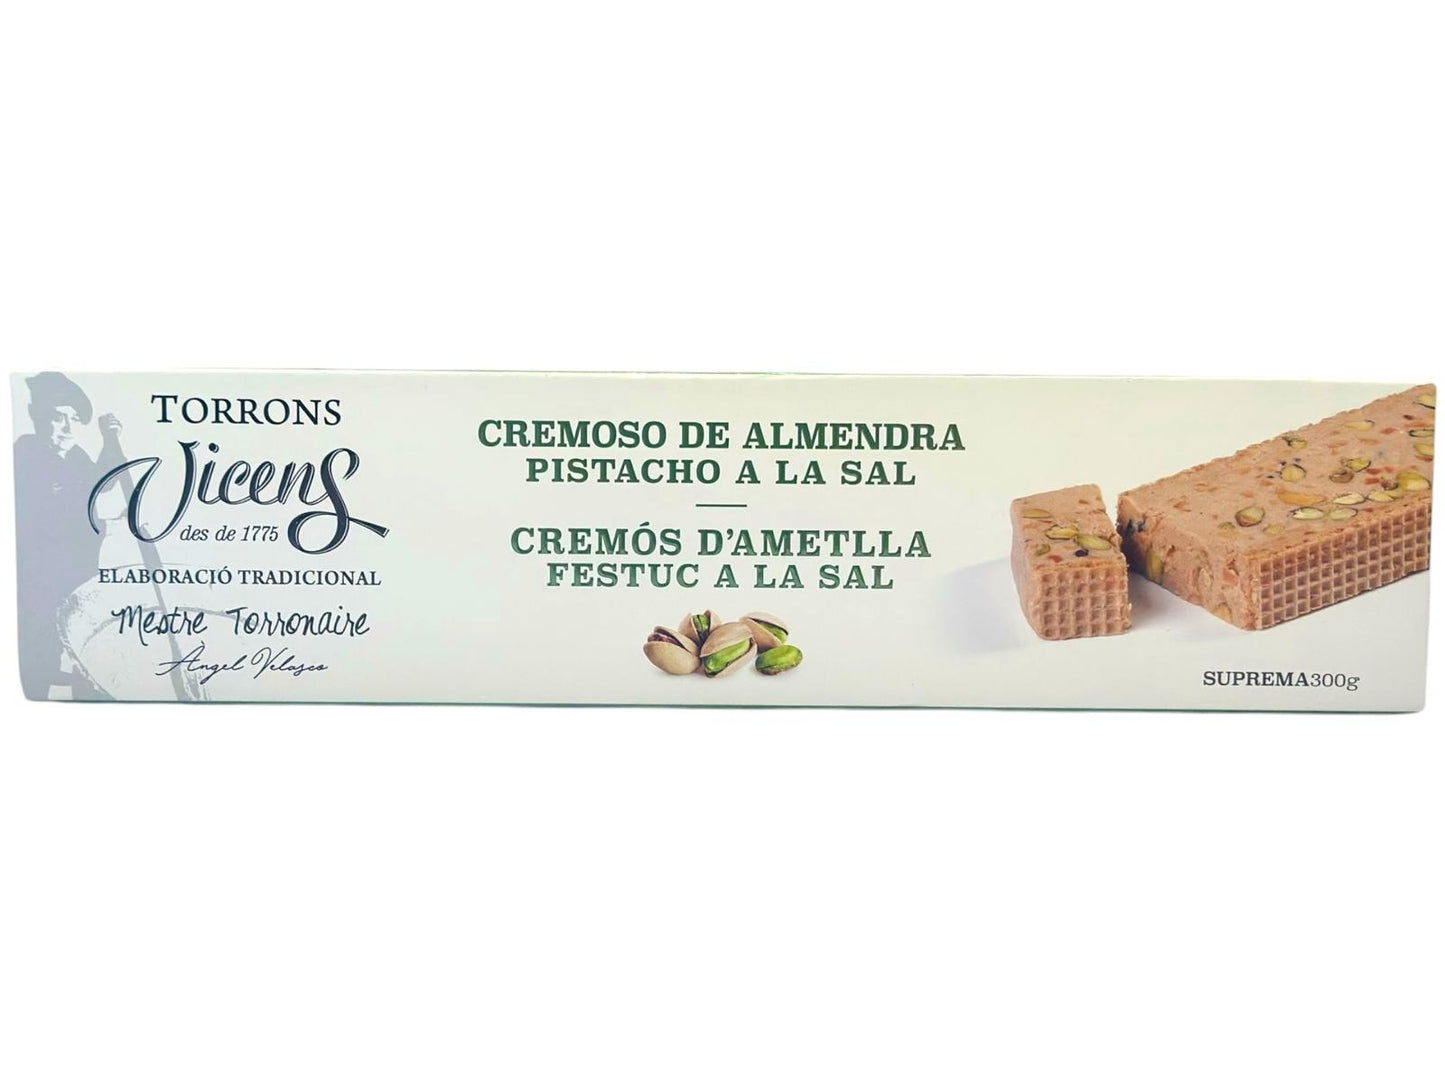 TORRONS
Vicens
des de 1775
ELABORACIÓ TRADICIONAL
Mestre Torronaire
Àngel Velasco
CREMOSO DE ALMENDRA
PISTACHO A LA SAL
CREMÓS D'AMETLLA
FESTUC A LA SAL
SUPREMA300g